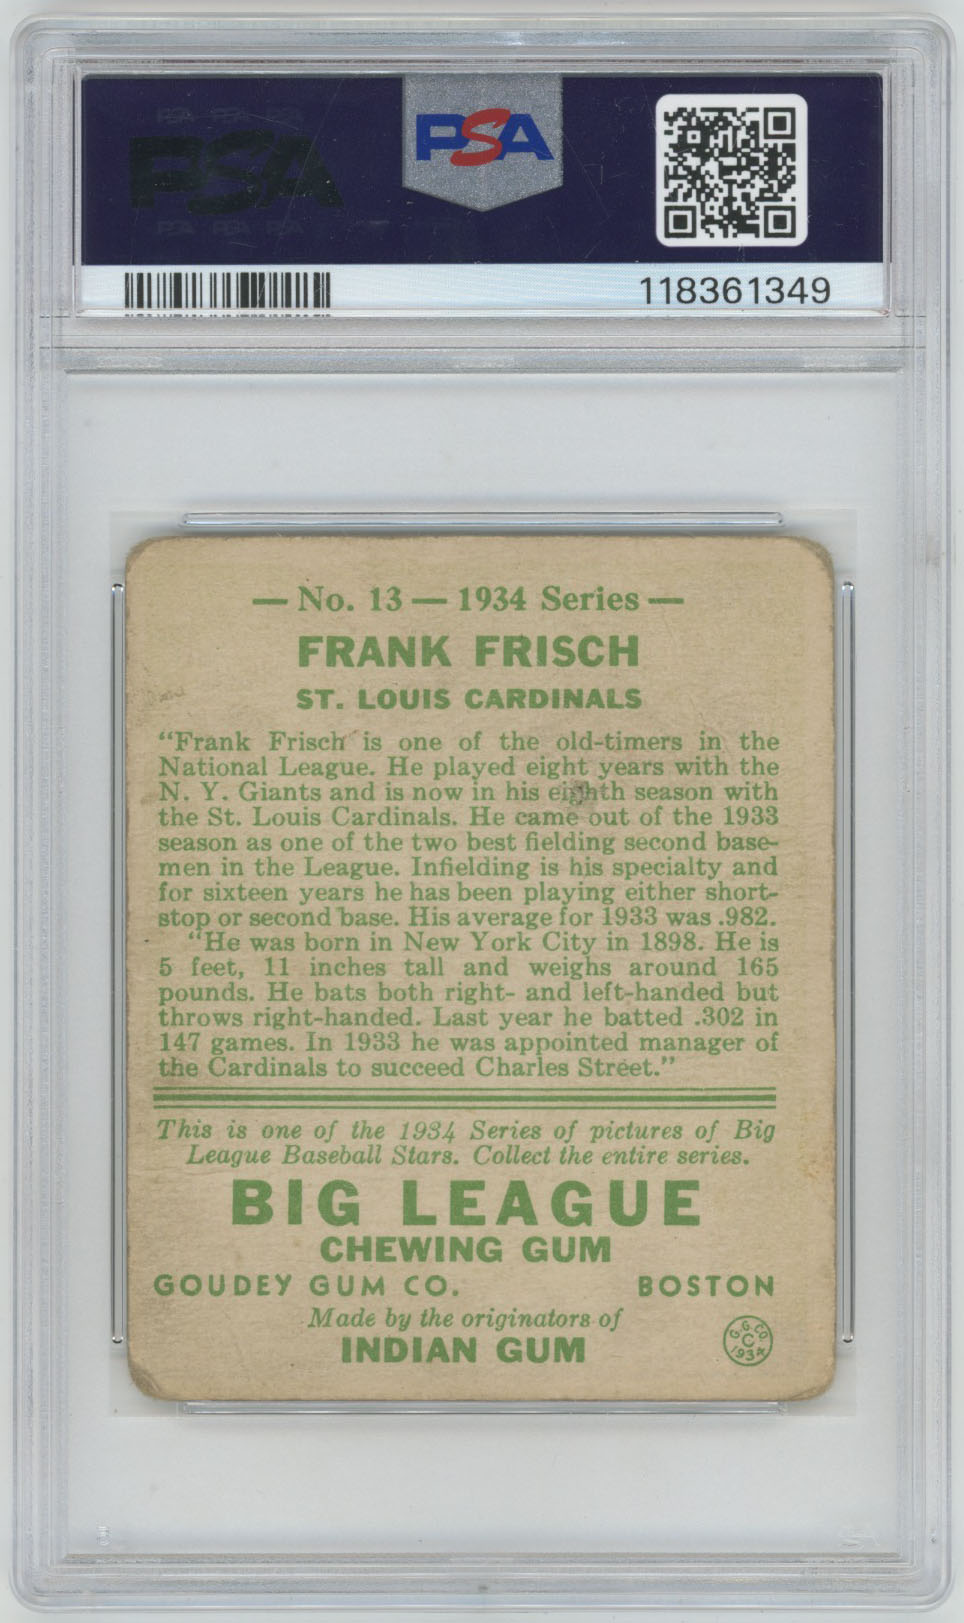 PSA PSA PSA
PSA
PSA PSA PSA
PSA
118361349
— No. 13 — 1934 Series —
FRANK FRISCH
ST. LOUIS CARDINALS
“Frank Frisch is one of the old-timers in the
National League. He played eight years with the
N. Y. Giants and is now in his eighth season with
the St. Louis Cardinals. He came out of the 1933
season as one of the two best fielding second base-
men in the League. Infielding is his specialty and
for sixteen years he has been playing either short-
stop or second base. His average for 1933 was .982.
“He was born in New York City in 1898. He is
5 feet, 11 inches tall and weighs around 165
pounds. He bats both right- and left-handed but
throws right-handed. Last year he batted .302 in
147 games. In 1933 he was appointed manager of
the Cardinals to succeed Charles Street.”
This is one of the 1934 Series of pictures of Big
League Baseball Stars. Collect the entire series.
BIG LEAGUE
CHEWING GUM
GOUDEY GUM CO. BOSTON
Made by the originators of
INDIAN GUM
G.G.CO.
C
1934